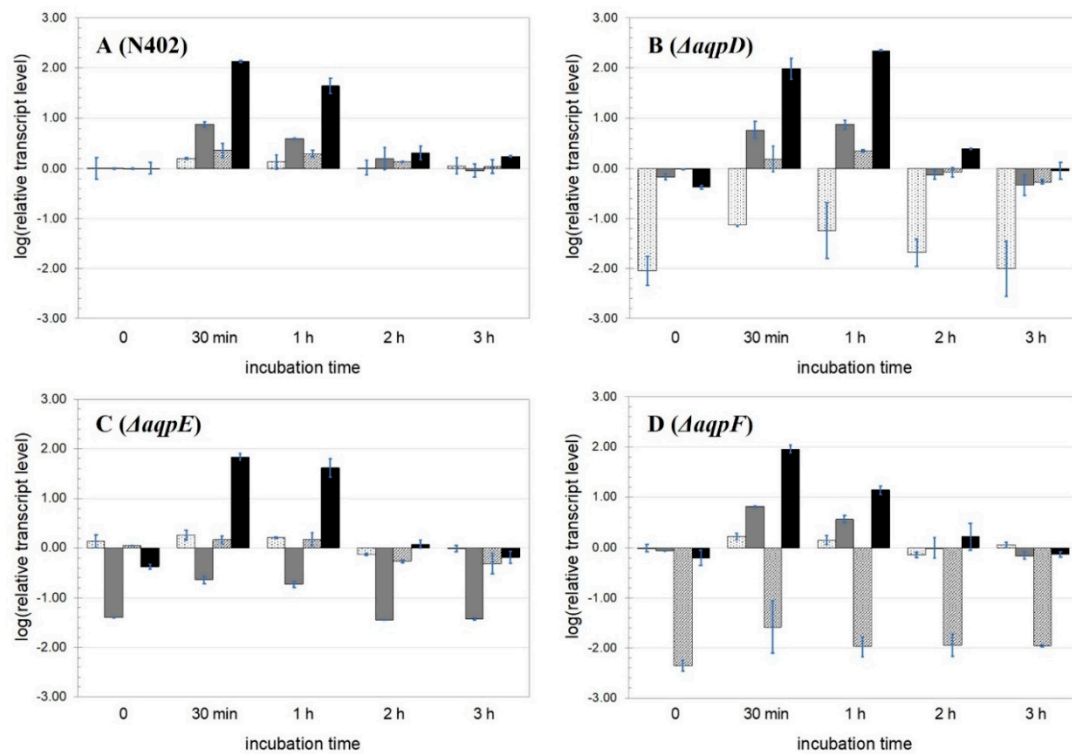 A (N402)
log(relative transcript level)
3.00
2.00
1.00
0.00
-1.00
-2.00
-3.00
0 30 min 1 h 2 h 3 h
incubation time
B (ΔaqpD)
log(relative transcript level)
3.00
2.00
1.00
0.00
-1.00
-2.00
-3.00
0 30 min 1 h 2 h 3 h
incubation time
C (ΔaqpE)
log(relative transcript level)
3.00
2.00
1.00
0.00
-1.00
-2.00
-3.00
0 30 min 1 h 2 h 3 h
incubation time
D (ΔaqpF)
log(relative transcript level)
3.00
2.00
1.00
0.00
-1.00
-2.00
-3.00
0 30 min 1 h 2 h 3 h
incubation time